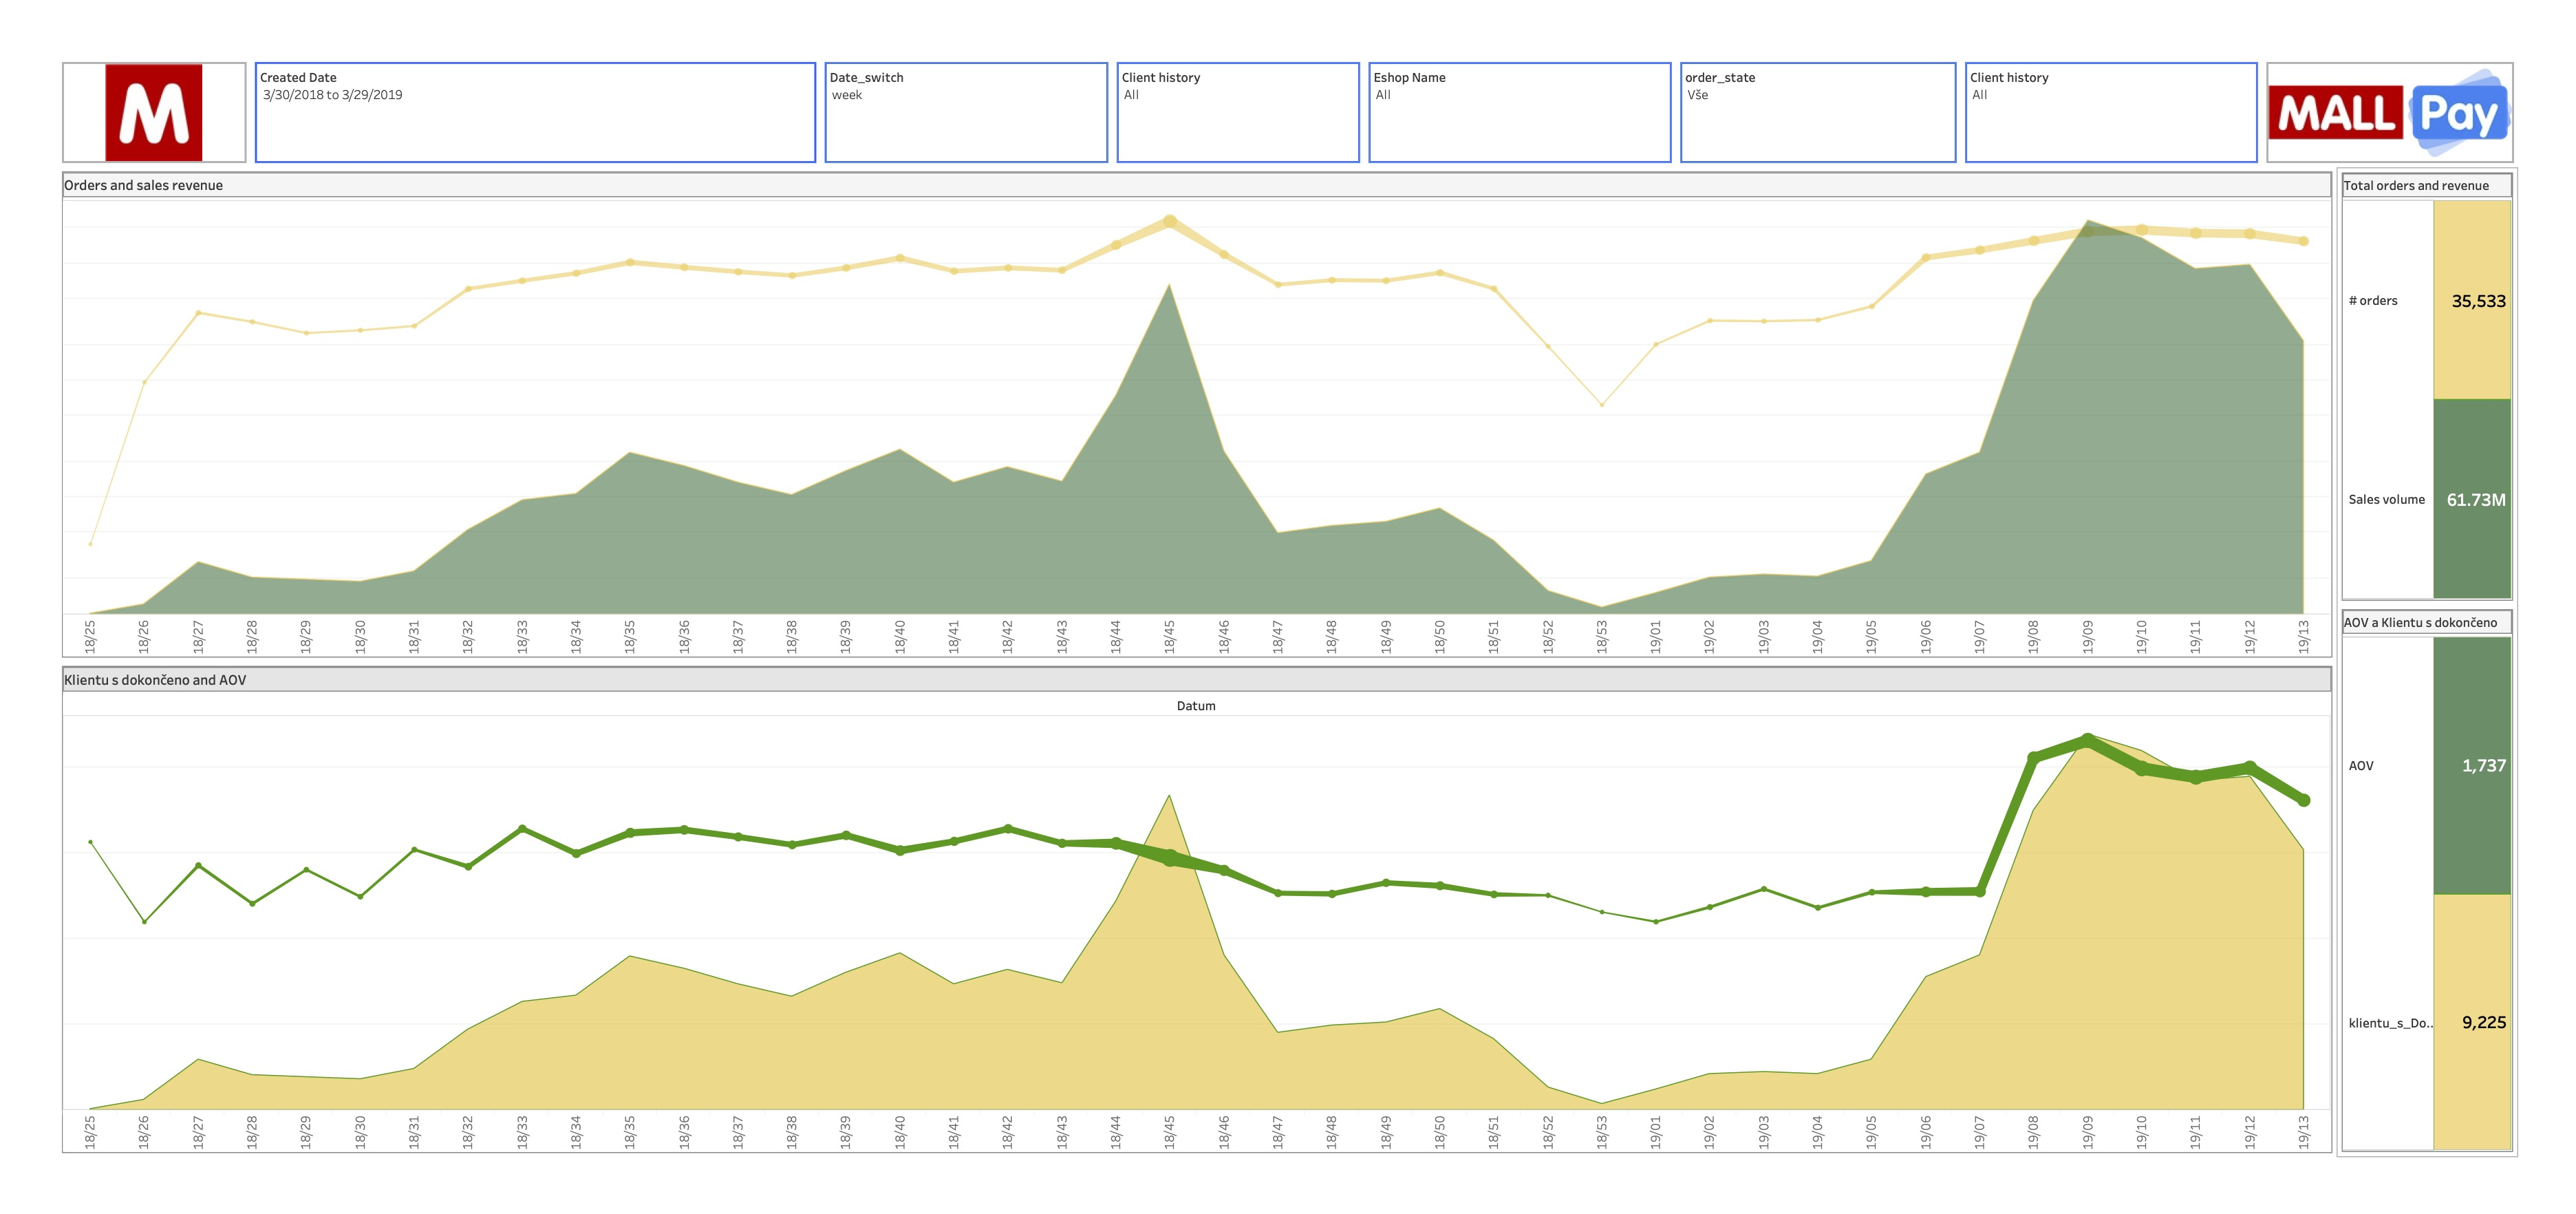 M
Created Date
3/30/2018 to 3/29/2019
Date_switch
week
Client history
All
Eshop Name
All
order_state
Vše
Client history
All
MALL Pay
Orders and sales revenue
18/25 18/26 18/27 18/28 18/29 18/30 18/31 18/32 18/33 18/34 18/35 18/36 18/37 18/38 18/39 18/40 18/41 18/42 18/43 18/44 18/45 18/46 18/47 18/48 18/49 18/50 18/51 18/52 18/53 19/01 19/02 19/03 19/04 19/05 19/06 19/07 19/08 19/09 19/10 19/11 19/12 19/13
Total orders and revenue
# orders 35,533
Sales volume 61.73M
Klientu s dokončeno and AOV
Datum
18/25 18/26 18/27 18/28 18/29 18/30 18/31 18/32 18/33 18/34 18/35 18/36 18/37 18/38 18/39 18/40 18/41 18/42 18/43 18/44 18/45 18/46 18/47 18/48 18/49 18/50 18/51 18/52 18/53 19/01 19/02 19/03 19/04 19/05 19/06 19/07 19/08 19/09 19/10 19/11 19/12 19/13
AOV a Klientu s dokončeno
AOV 1,737
klientu_s_Do.. 9,225